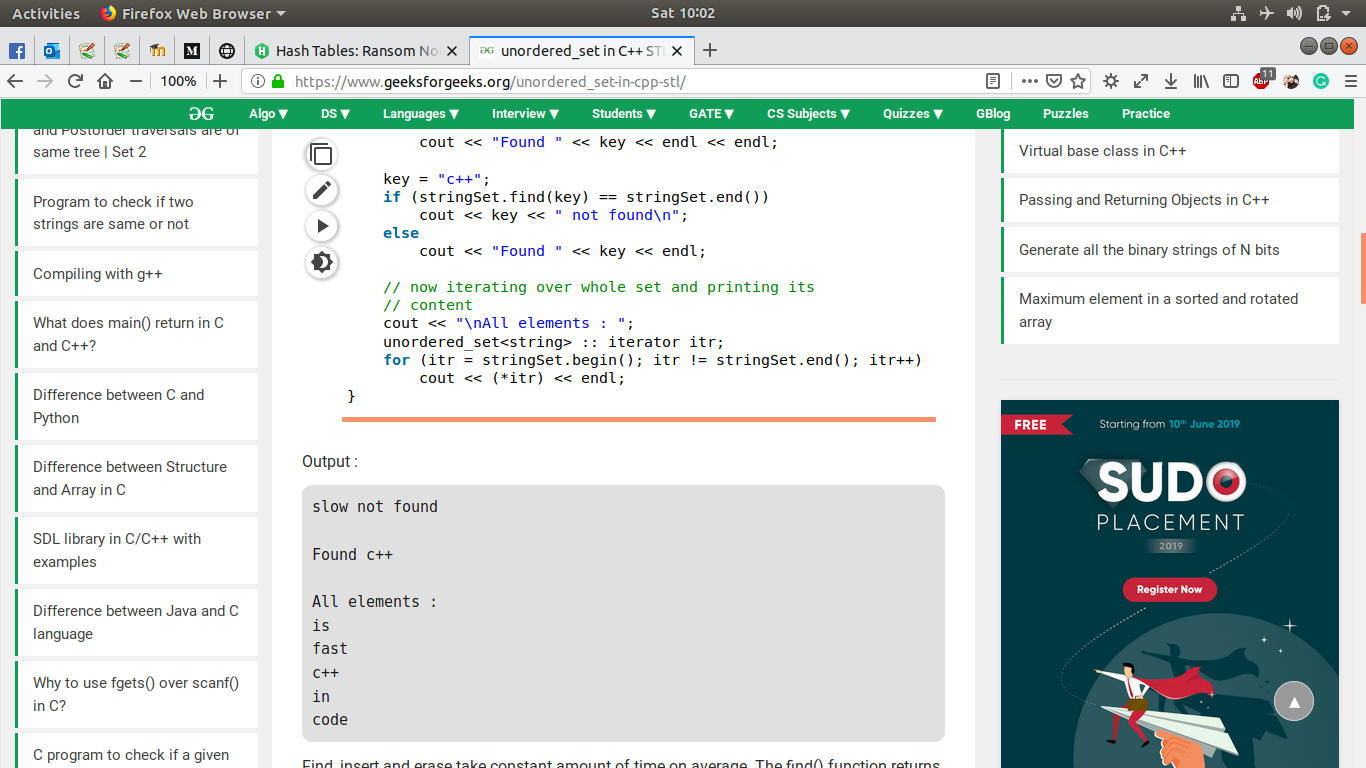 Activities
Firefox Web Browser
Sat 10:02
Hash Tables: Ransom No
unordered_set in C++ ST
100%
https://www.geeksforgeeks.org/unordered_set-in-cpp-stl/
ABP
11
Algo ▼
DS ▼
Languages ▼
Interview ▼
Students ▼
GATE ▼
CS Subjects ▼
Quizzes ▼
GBlog
Puzzles
Practice
and Postorder traversals are of
same tree | Set 2
Program to check if two
strings are same or not
Compiling with g++
What does main() return in C
and C++?
Difference between C and
Python
Difference between Structure
and Array in C
SDL library in C/C++ with
examples
Difference between Java and C
language
Why to use fgets() over scanf()
in C?
C program to check if a given
cout << "Found " << key << endl << endl;
key = "c++";
if (stringSet.find(key) == stringSet.end())
cout << key << " not found\n";
else
cout << "Found " << key << endl;
// now iterating over whole set and printing its
// content
cout << "\nAll elements : ";
unordered_set<string> :: iterator itr;
for (itr = stringSet.begin(); itr != stringSet.end(); itr++)
cout << (*itr) << endl;
}
Output :
slow not found
Found c++
All elements :
is
fast
c++
in
code
Find, insert and erase take constant amount of time on average. The find() function returns
Virtual base class in C++
Passing and Returning Objects in C++
Generate all the binary strings of N bits
Maximum element in a sorted and rotated
array
FREE
Starting from 10th June 2019
SUDO
PLACEMENT
2019
Register Now